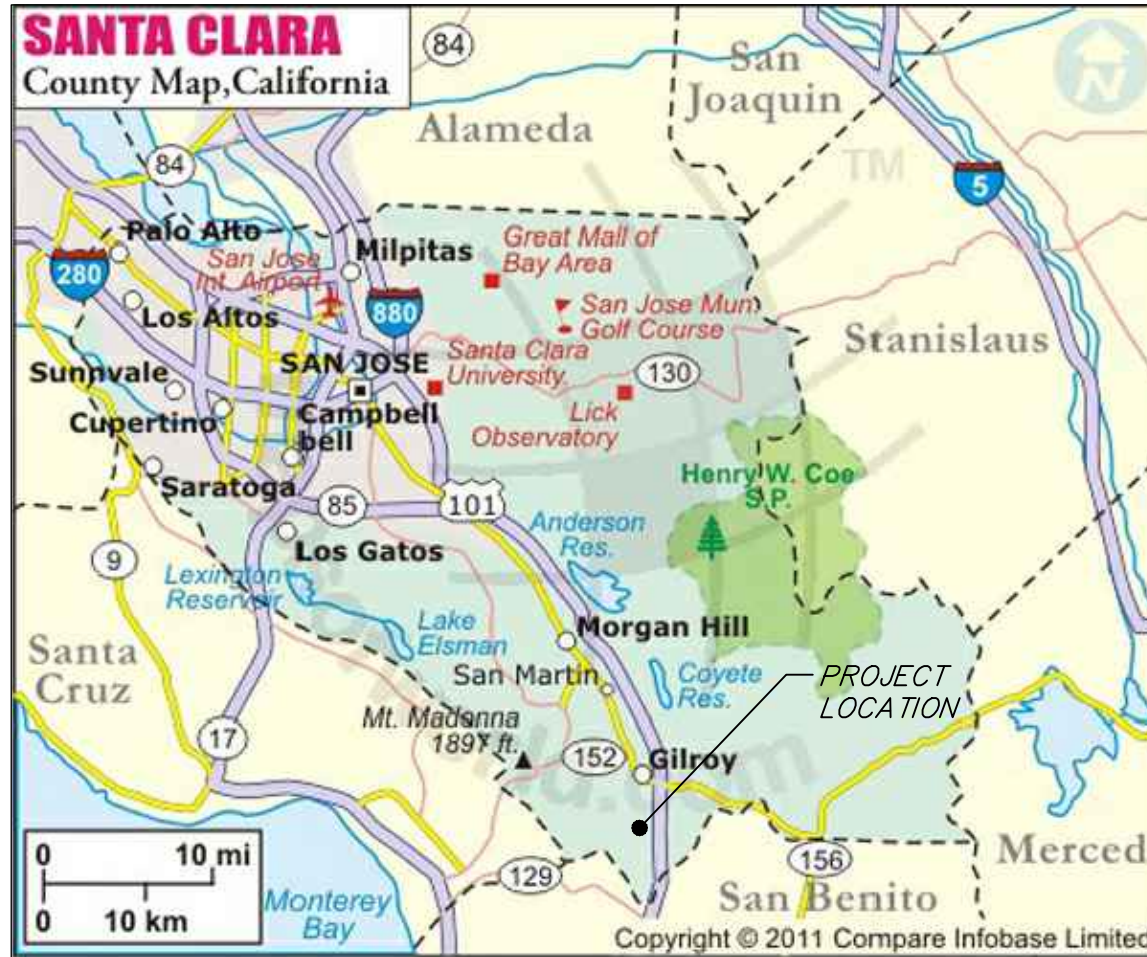 SANTA CLARA
County Map,California
84
San
Joaquin
N
Alameda
TM
84
5
Palo Alto
Milpitas
Great Mall of
Bay Area
San Jose
Int. Airport
280
880
Los Altos
San Jose Mun.
Golf Course
Stanislaus
SAN JOSE
Santa Clara
University
130
Sunnvale
Cupertino
Campbell
bell
Lick
Observatory
Henry W. Coe
S.P.
Saratoga
85
101
Anderson
Res.
9
Los Gatos
Lexington
Reservoir
Lake
Elsman
Morgan Hill
Santa
Cruz
San Martin
Coyete
Res.
PROJECT
LOCATION
Mt. Madonna
1897 ft.
17
152
Gilroy
0 10 mi
0 10 km
Monterey
Bay
129
156
Merced
San Benito
Copyright © 2011 Compare Infobase Limited